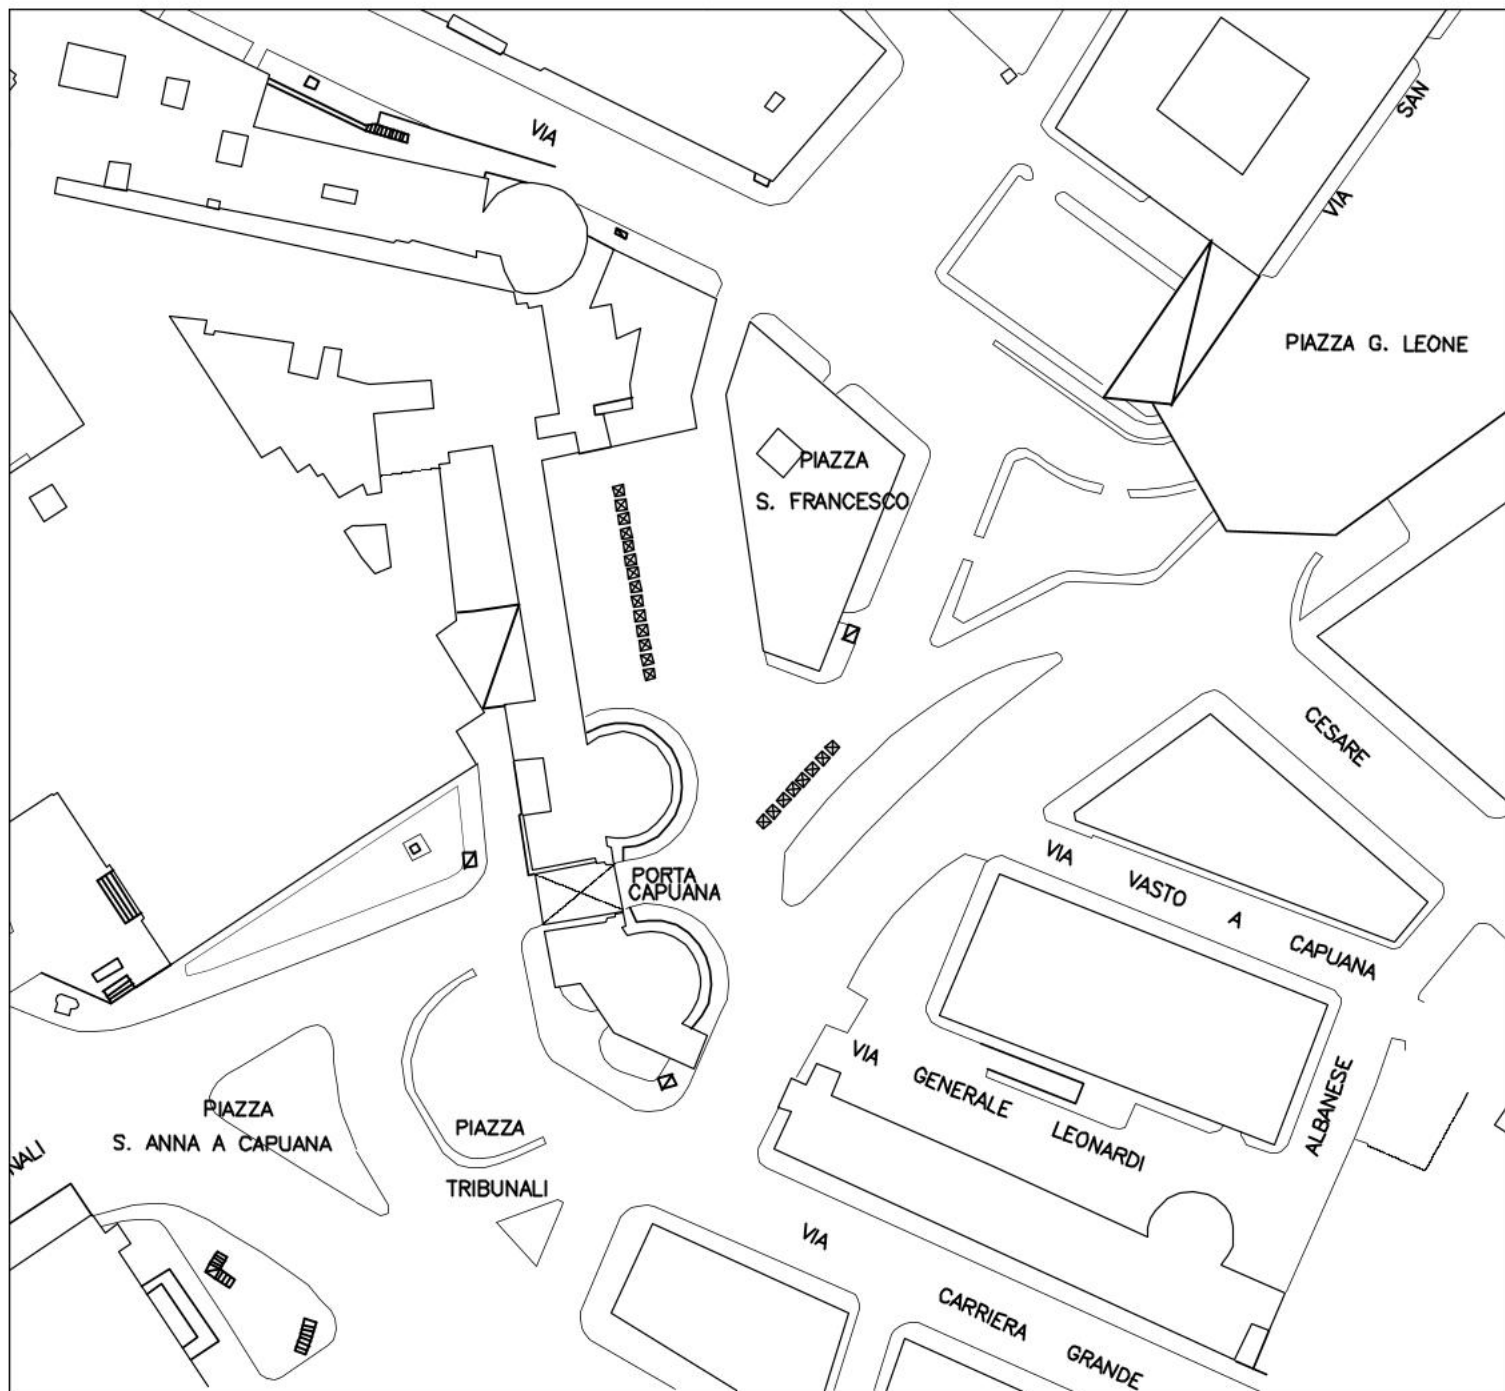 VIA
VIA SAN
PIAZZA G. LEONE
PIAZZA
S. FRANCESCO
CESARE
VIA VASTO A CAPUANA
PORTA
CAPUANA
VIA GENERALE LEONARDI
ALBANESE
PIAZZA
S. ANNA A CAPUANA
PIAZZA
TRIBUNALI
NALI
VIA CARRIERA GRANDE